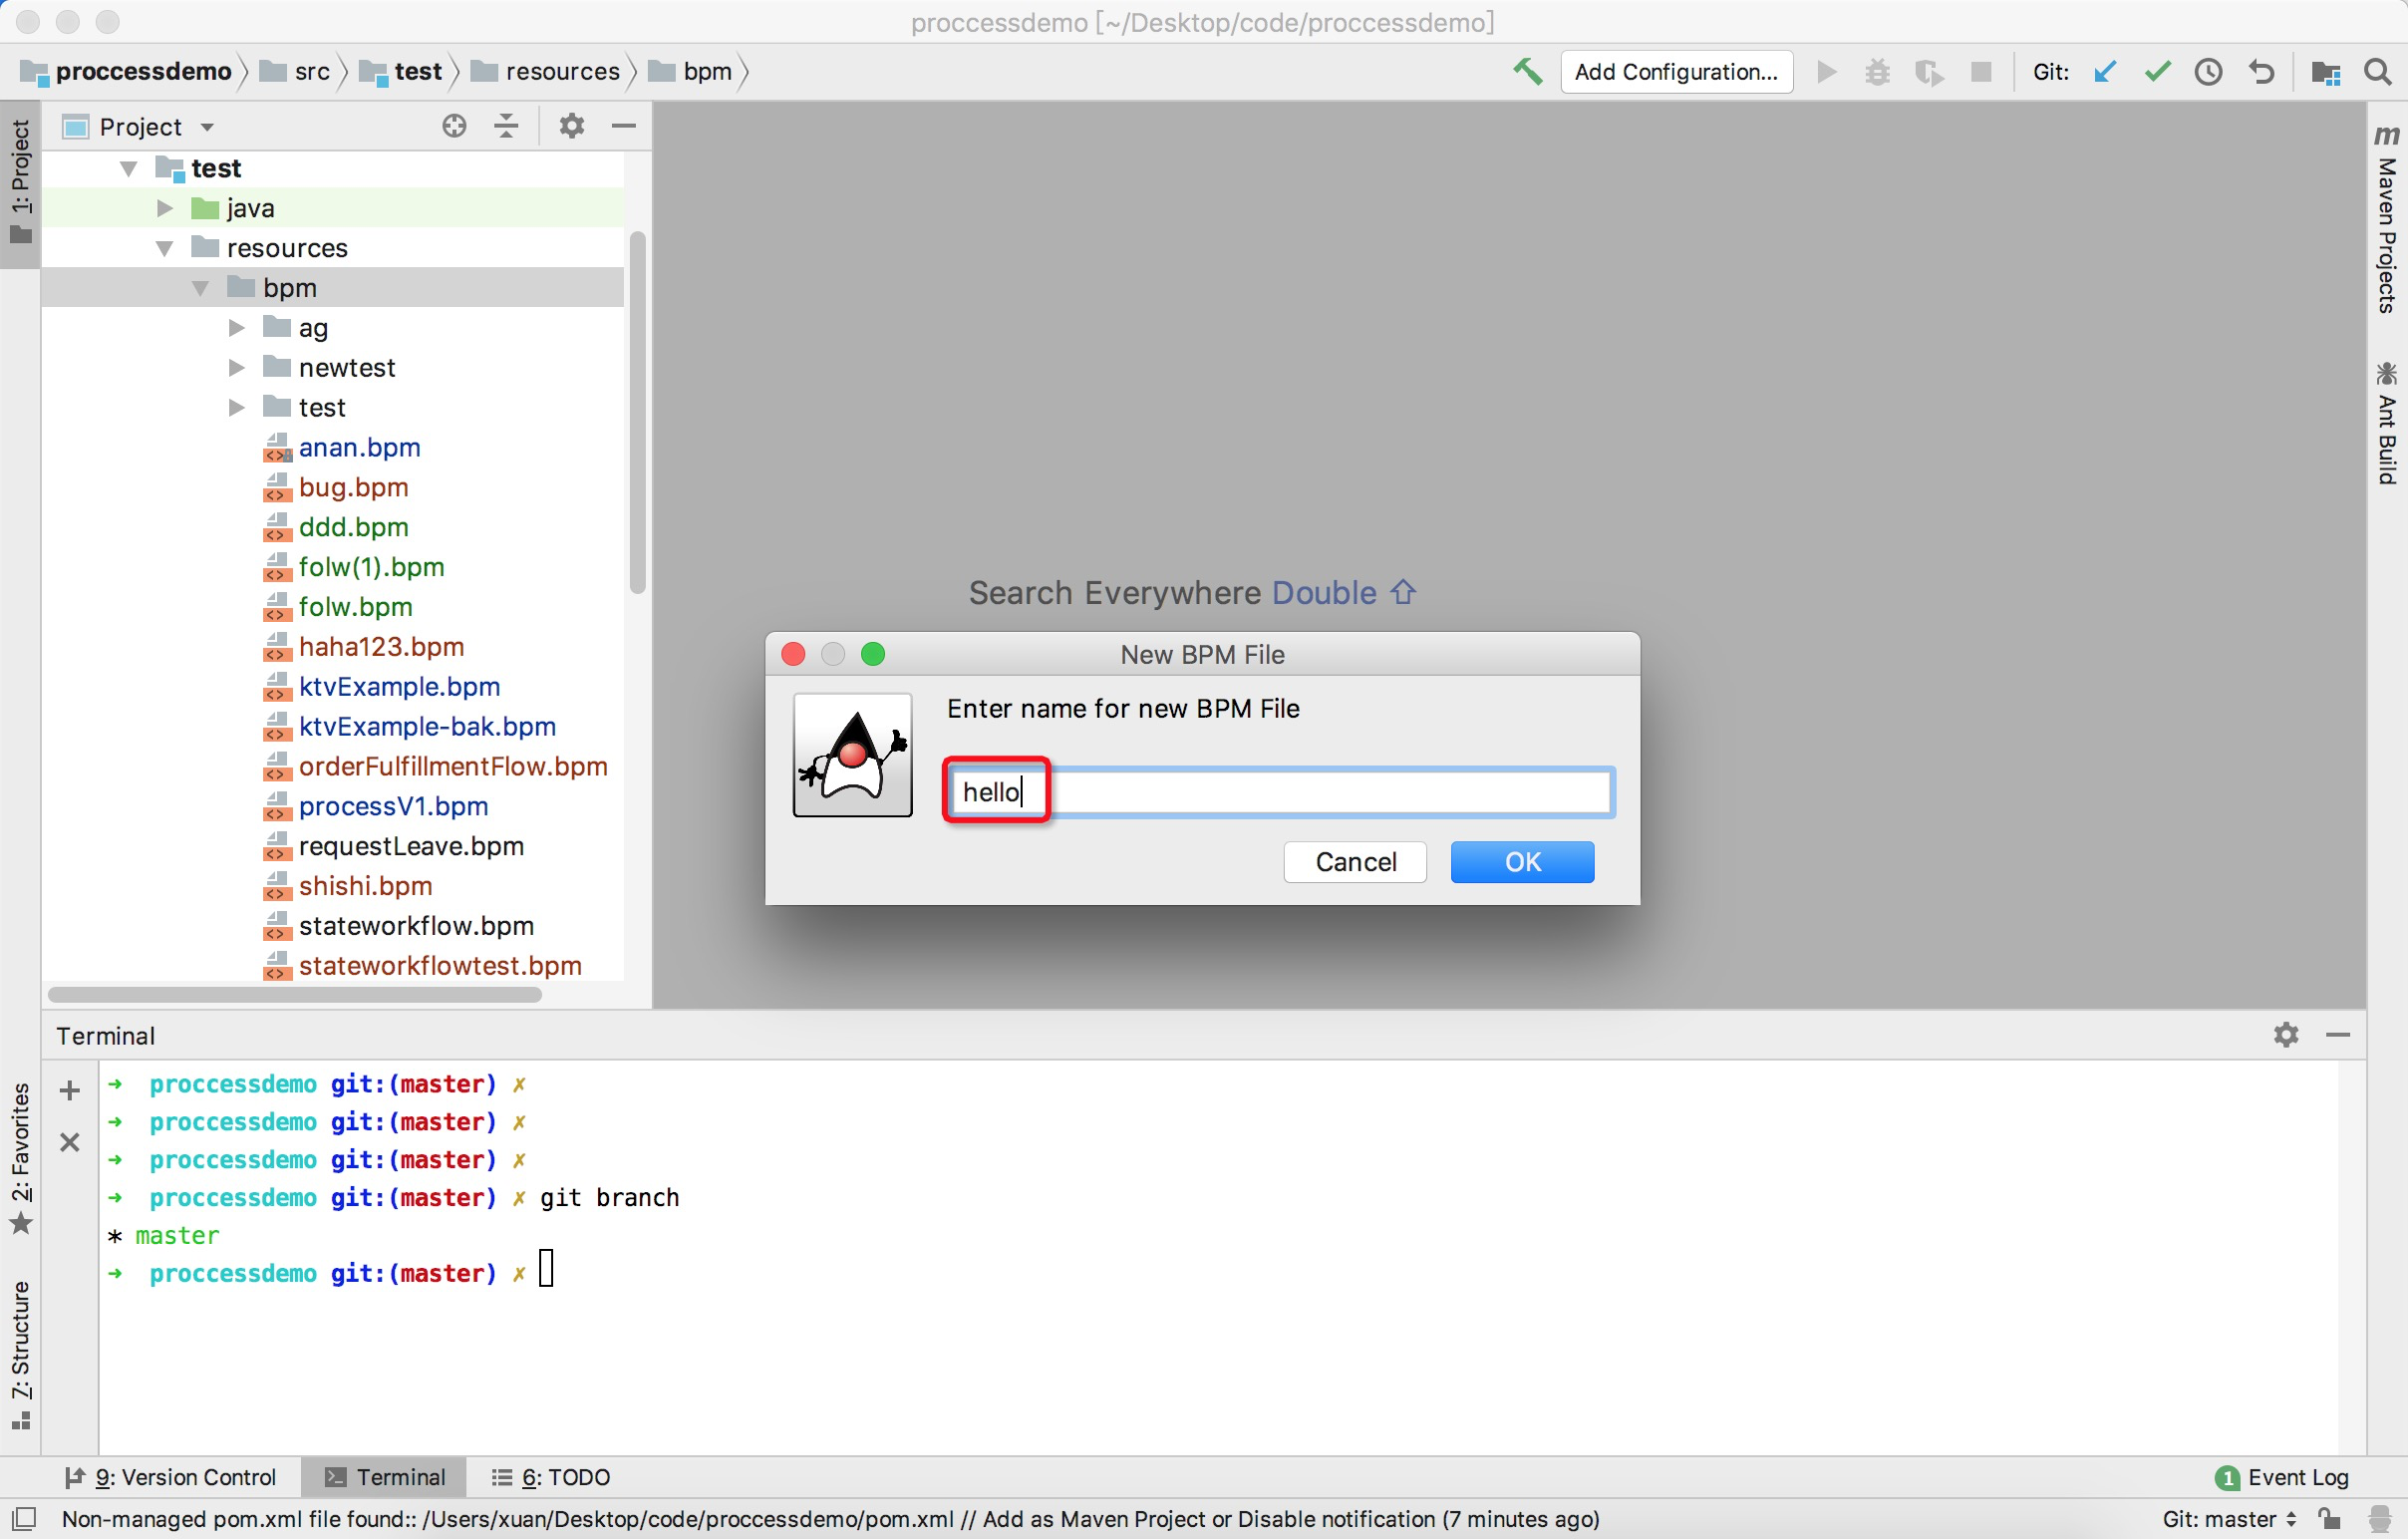 proccessdemo [~/Desktop/code/proccessdemo]
proccessdemo src test resources bpm Add Configuration... Git:
1: Project
Project
test
java
resources
bpm
ag
newtest
test
anan.bpm
bug.bpm
ddd.bpm
folw(1).bpm
folw.bpm
haha123.bpm
ktvExample.bpm
ktvExample-bak.bpm
orderFulfillmentFlow.bpm
processV1.bpm
requestLeave.bpm
shishi.bpm
stateworkflow.bpm
stateworkflowtest.bpm
Search Everywhere Double ⇧
New BPM File
Enter name for new BPM File
hello
Cancel OK
m Maven Projects
Ant Build
Terminal
2: Favorites
7: Structure
➜ proccessdemo git:(master) ✗
➜ proccessdemo git:(master) ✗
➜ proccessdemo git:(master) ✗
➜ proccessdemo git:(master) ✗ git branch
* master
➜ proccessdemo git:(master) ✗
9: Version Control Terminal 6: TODO 1 Event Log
Non-managed pom.xml file found:: /Users/xuan/Desktop/code/proccessdemo/pom.xml // Add as Maven Project or Disable notification (7 minutes ago) Git: master